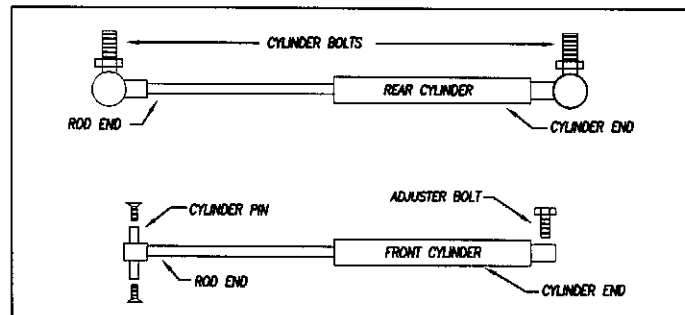 CYLINDER BOLTS
REAR CYLINDER
ROD END
CYLINDER END
CYLINDER PIN
ADJUSTER BOLT
FRONT CYLINDER
ROD END
CYLINDER END